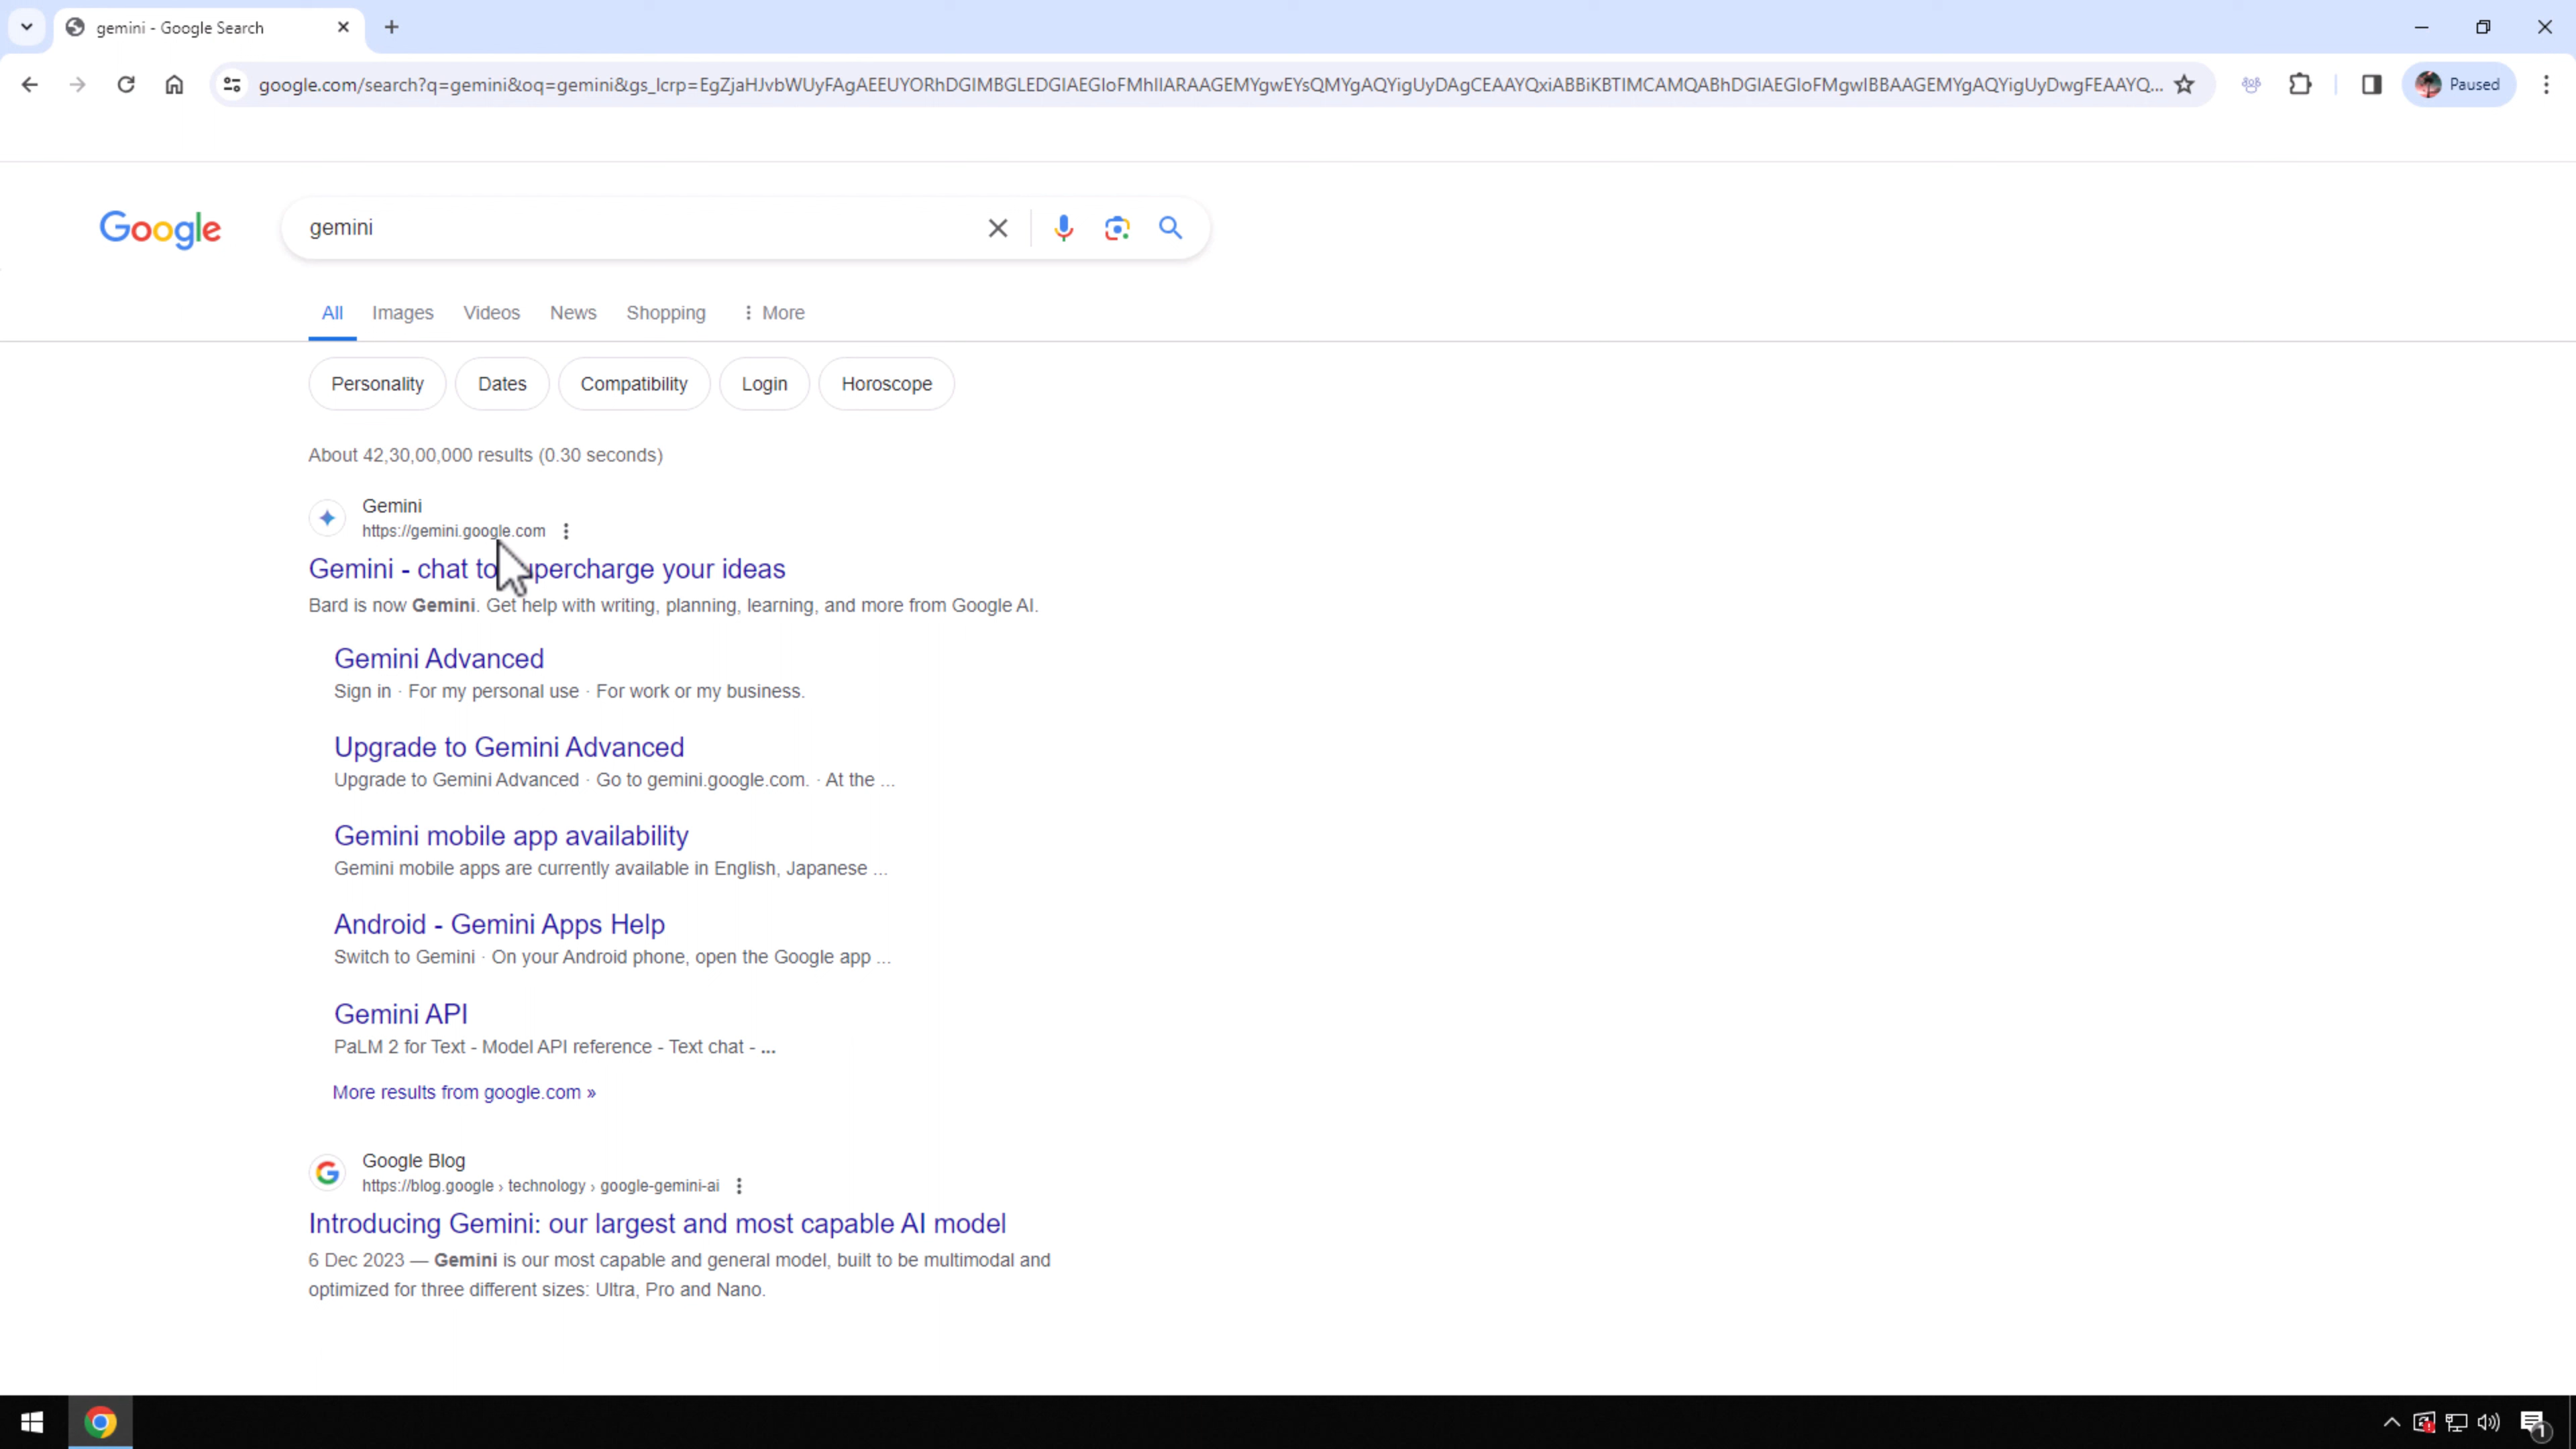 gemini - Google Search
google.com/search?q=gemini&oq=gemini&gs_lcrp=
Paused
Google
gemini
All Images Videos News Shopping More
Personality Dates Compatibility Login Horoscope
About 42,30,00,000 results (0.30 seconds)
Gemini
https://gemini.google.com
Gemini - chat to supercharge your ideas
Bard is now Gemini. Get help with writing, planning, learning, and more from Google AI.
Gemini Advanced
Sign in · For my personal use · For work or my business.
Upgrade to Gemini Advanced
Upgrade to Gemini Advanced · Go to gemini.google.com. · At the ...
Gemini mobile app availability
Gemini mobile apps are currently available in English, Japanese ...
Android - Gemini Apps Help
Switch to Gemini · On your Android phone, open the Google app ...
Gemini API
PaLM 2 for Text - Model API reference - Text chat - ...
More results from google.com »
Google Blog
https://blog.google › technology › google-gemini-ai
Introducing Gemini: our largest and most capable AI model
6 Dec 2023 — Gemini is our most capable and general model, built to be multimodal and
optimized for three different sizes: Ultra, Pro and Nano.
1